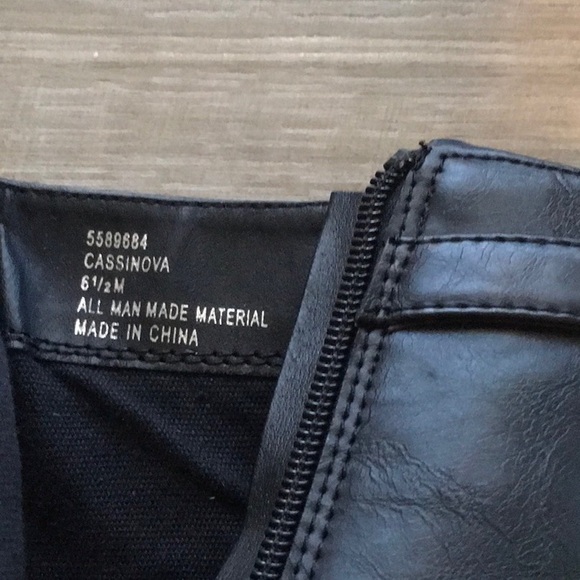 5589684
CASSINOVA
6 1/2 M
ALL MAN MADE MATERIAL
MADE IN CHINA